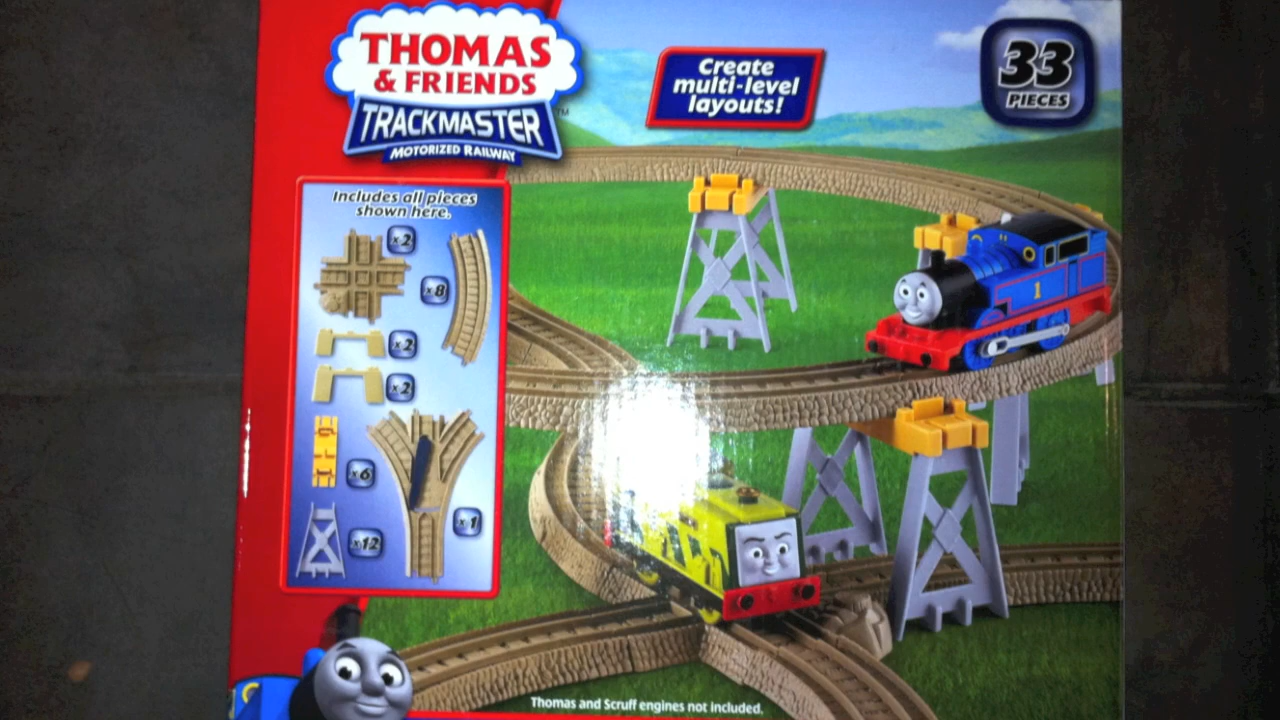 THOMAS
& FRIENDS
TRACKMASTER™
MOTORIZED RAILWAY
Create
multi-level
layouts!
33
PIECES
Includes all pieces
shown here.
x2
x8
x2
x2
x6
x1
x12
1
Thomas and Scruff engines not included.